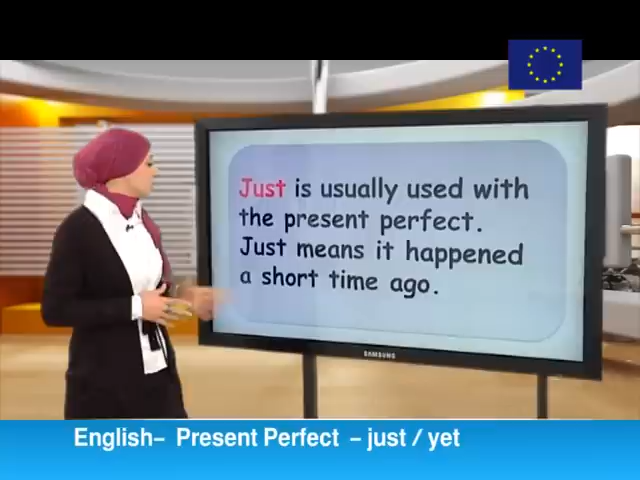 Just is usually used with
the present perfect.
Just means it happened
a short time ago.
SAMSUNG
English– Present Perfect – just / yet